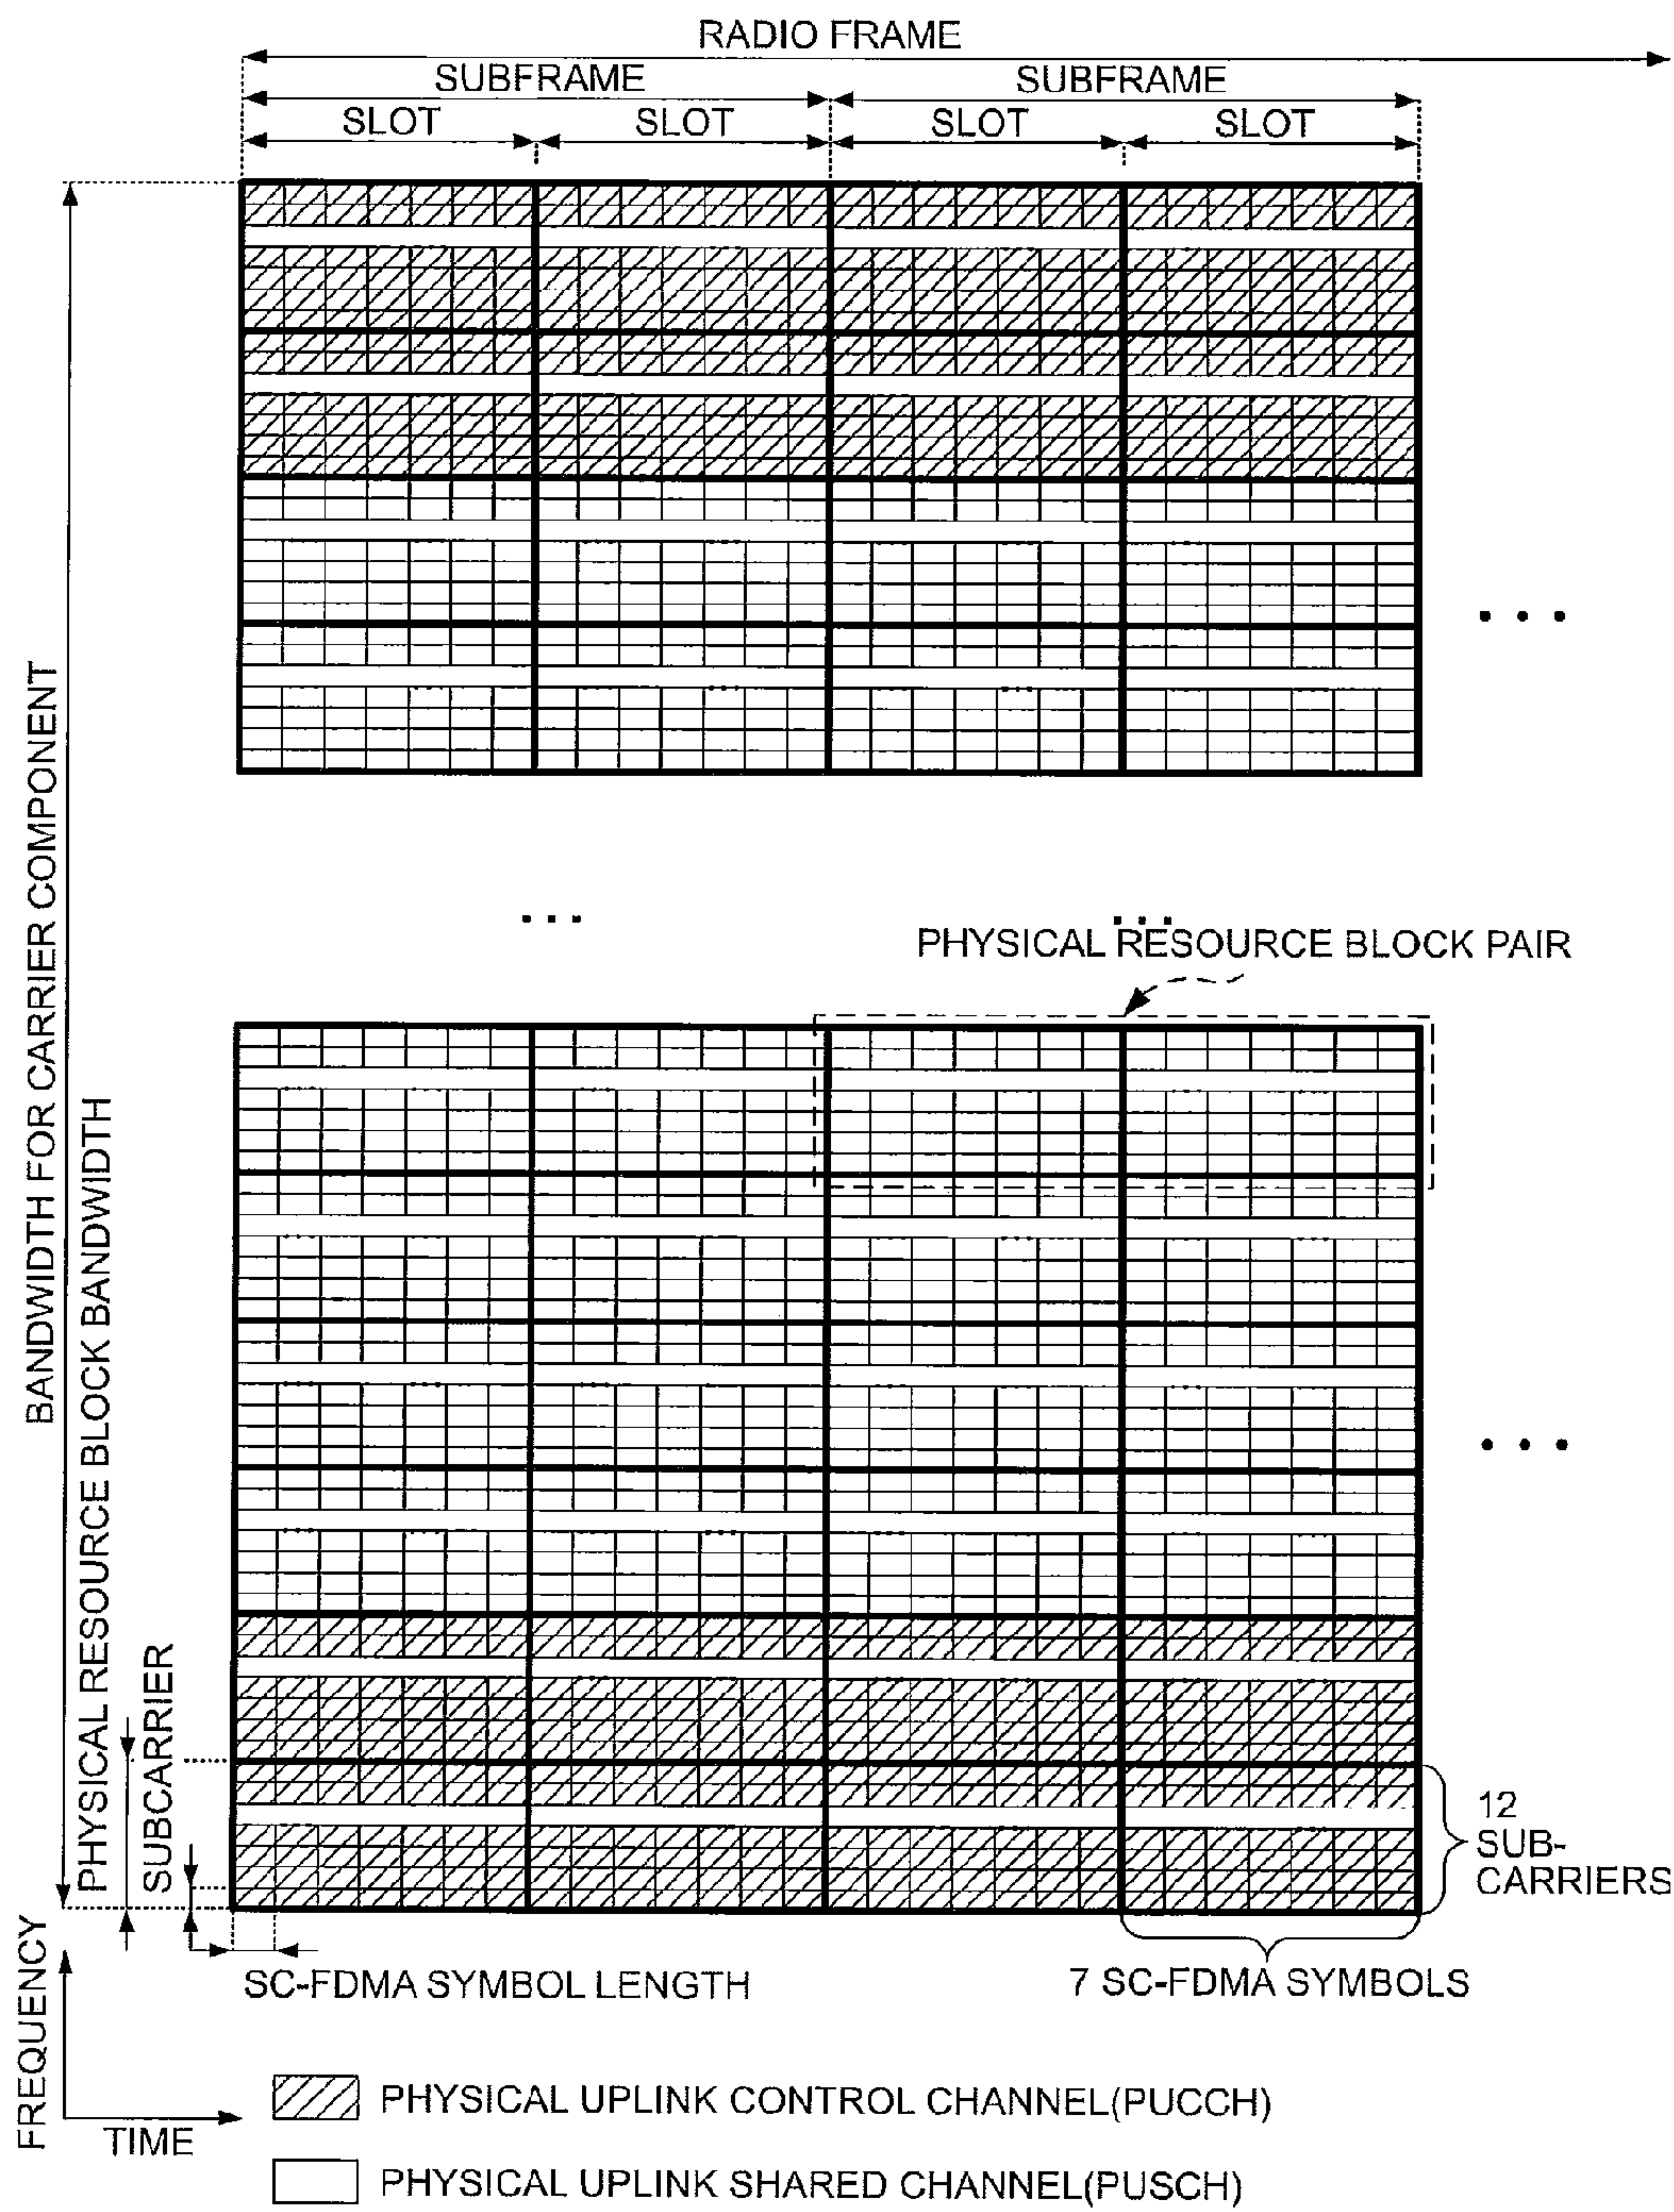 RADIO FRAME
SUBFRAME
SUBFRAME
SLOT
SLOT
SLOT
SLOT
BANDWIDTH FOR CARRIER COMPONENT
PHYSICAL RESOURCE BLOCK BANDWIDTH
SUBCARRIER
PHYSICAL RESOURCE BLOCK PAIR
12
SUB-
CARRIERS
SC-FDMA SYMBOL LENGTH
7 SC-FDMA SYMBOLS
FREQUENCY
TIME
PHYSICAL UPLINK CONTROL CHANNEL(PUCCH)
PHYSICAL UPLINK SHARED CHANNEL(PUSCH)